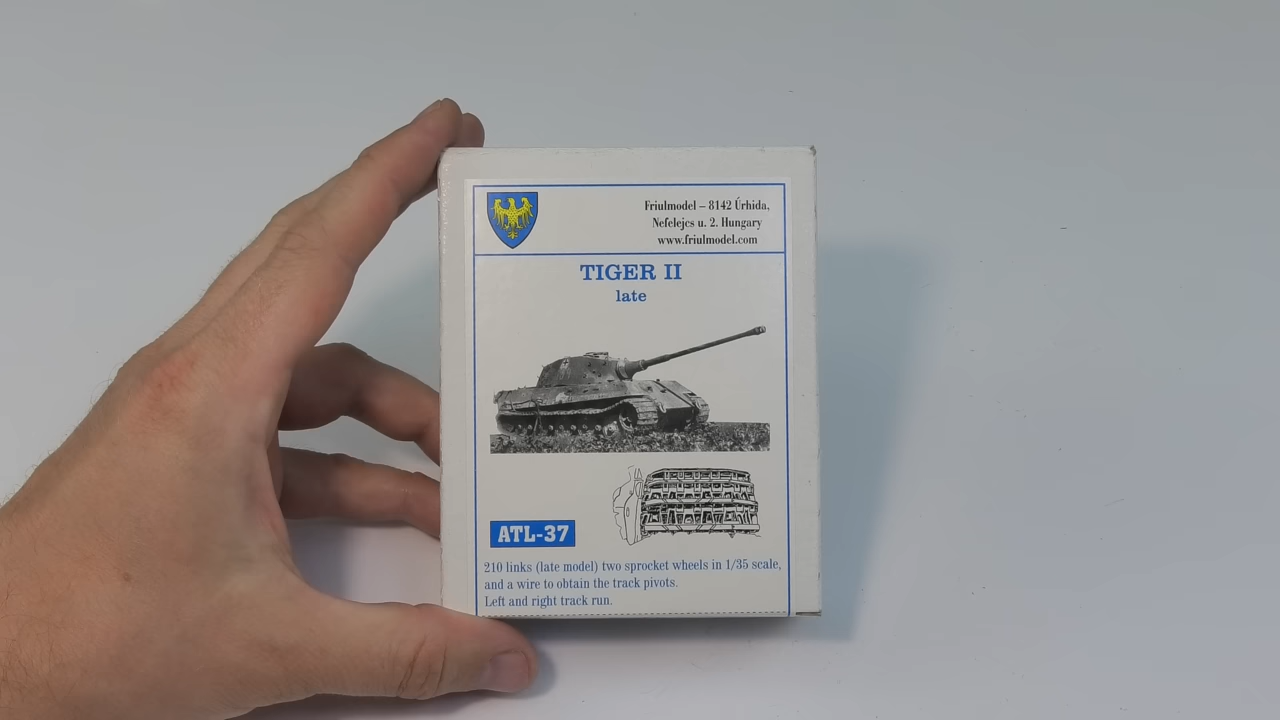 Friulmodel – 8142 Úrhida,
Nefelejcs u. 2. Hungary
www.friulmodel.com
TIGER II
late
ATL-37
210 links (late model) two sprocket wheels in 1/35 scale,
and a wire to obtain the track pivots.
Left and right track run.